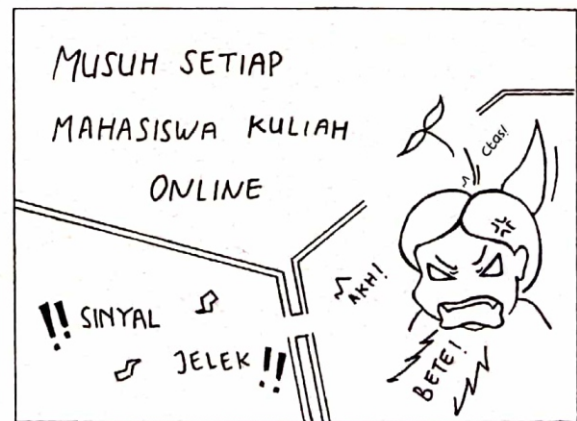 MUSUH SETIAP
MAHASISWA KULIAH
ONLINE
Ctas!
AKH!
BETE!
!! SINYAL
JELEK !!